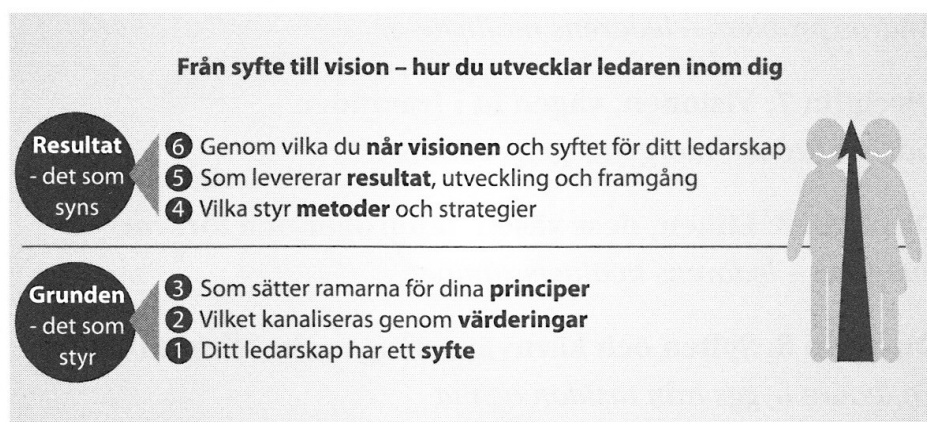 Från syfte till vision – hur du utvecklar ledaren inom dig
Resultat
- det som
syns
6 Genom vilka du når visionen och syftet för ditt ledarskap
5 Som levererar resultat, utveckling och framgång
4 Vilka styr metoder och strategier
Grunden
- det som
styr
3 Som sätter ramarna för dina principer
2 Vilket kanaliseras genom värderingar
1 Ditt ledarskap har ett syfte